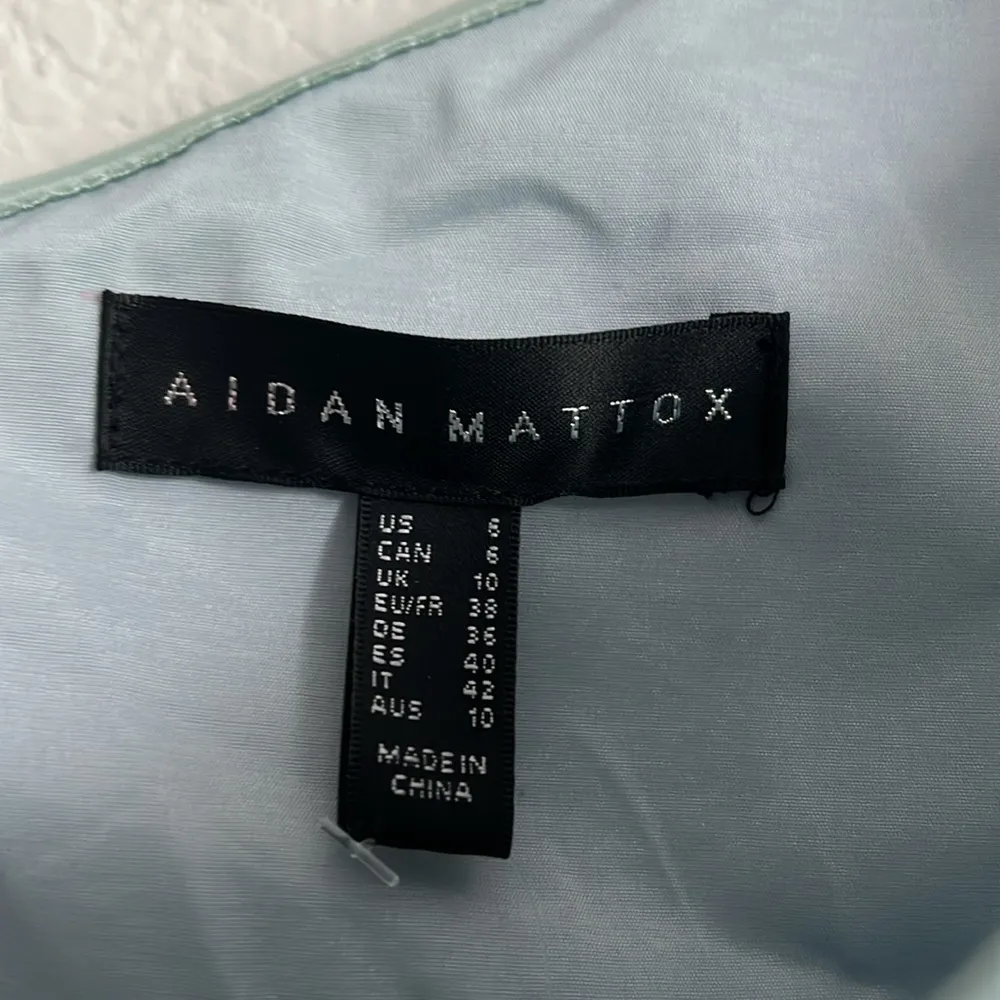 AIDAN MATTOX
US 6
CAN 6
UK 10
EU/FR 38
DE 36
ES 40
IT 42
AUS 10
MADE IN
CHINA